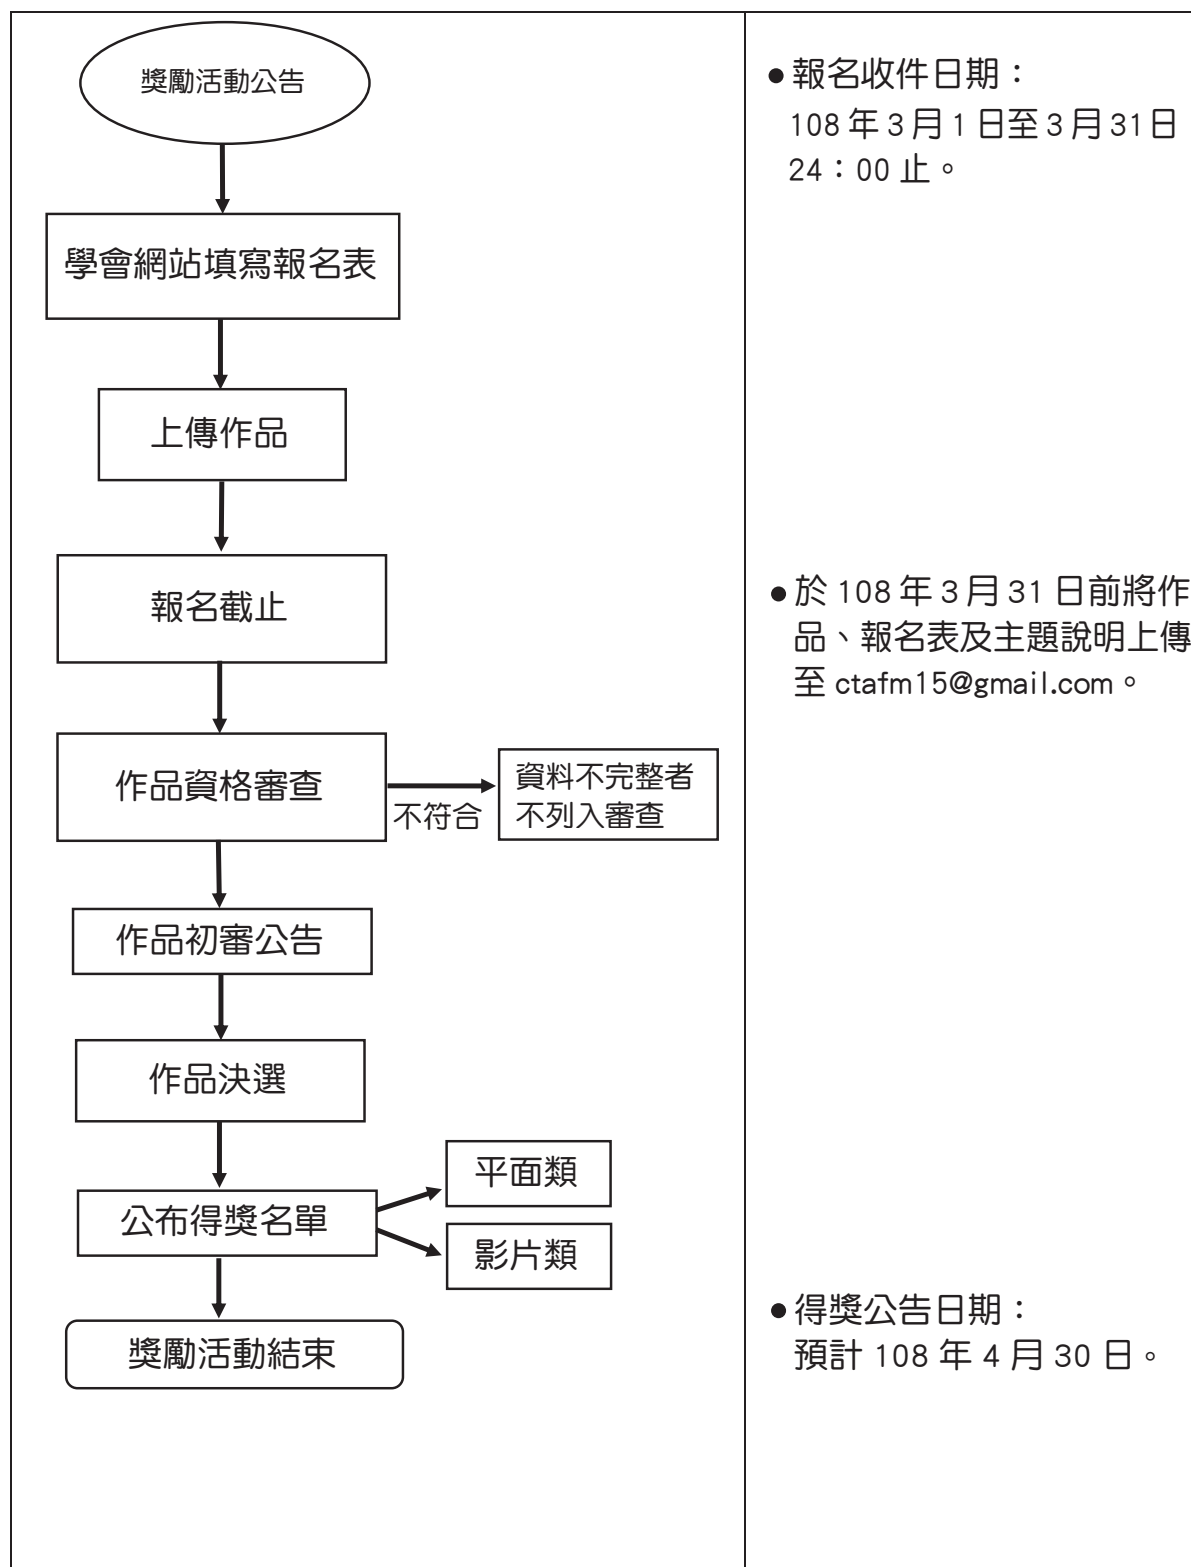 獎勵活動公告
學會網站填寫報名表
上傳作品
報名截止
作品資格審查
不符合
資料不完整者
不列入審查
作品初審公告
作品決選
公布得獎名單
平面類
影片類
獎勵活動結束
●報名收件日期：
108 年 3 月 1 日至 3 月 31 日
24：00 止。
●於 108 年 3 月 31 日前將作
品、報名表及主題說明上傳
至 ctafm15@gmail.com。
●得獎公告日期：
預計 108 年 4 月 30 日。